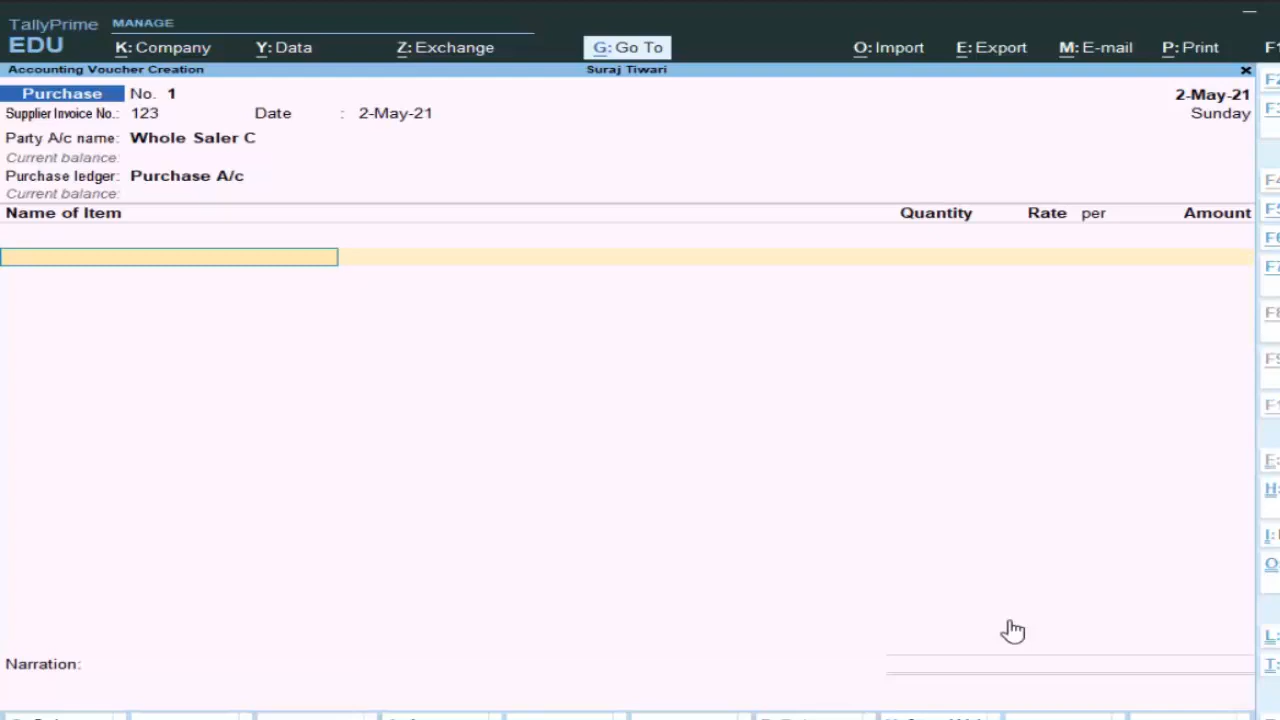 TallyPrime MANAGE
EDU K: Company Y: Data Z: Exchange G: Go To O: Import E: Export M: E-mail P: Print
Accounting Voucher Creation Suraj Tiwari
Purchase No. 1 2-May-21
Supplier Invoice No.: 123 Date : 2-May-21 Sunday
Party A/c name: Whole Saler C
Current balance:
Purchase ledger: Purchase A/c
Current balance:
Name of Item Quantity Rate per Amount
Narration: